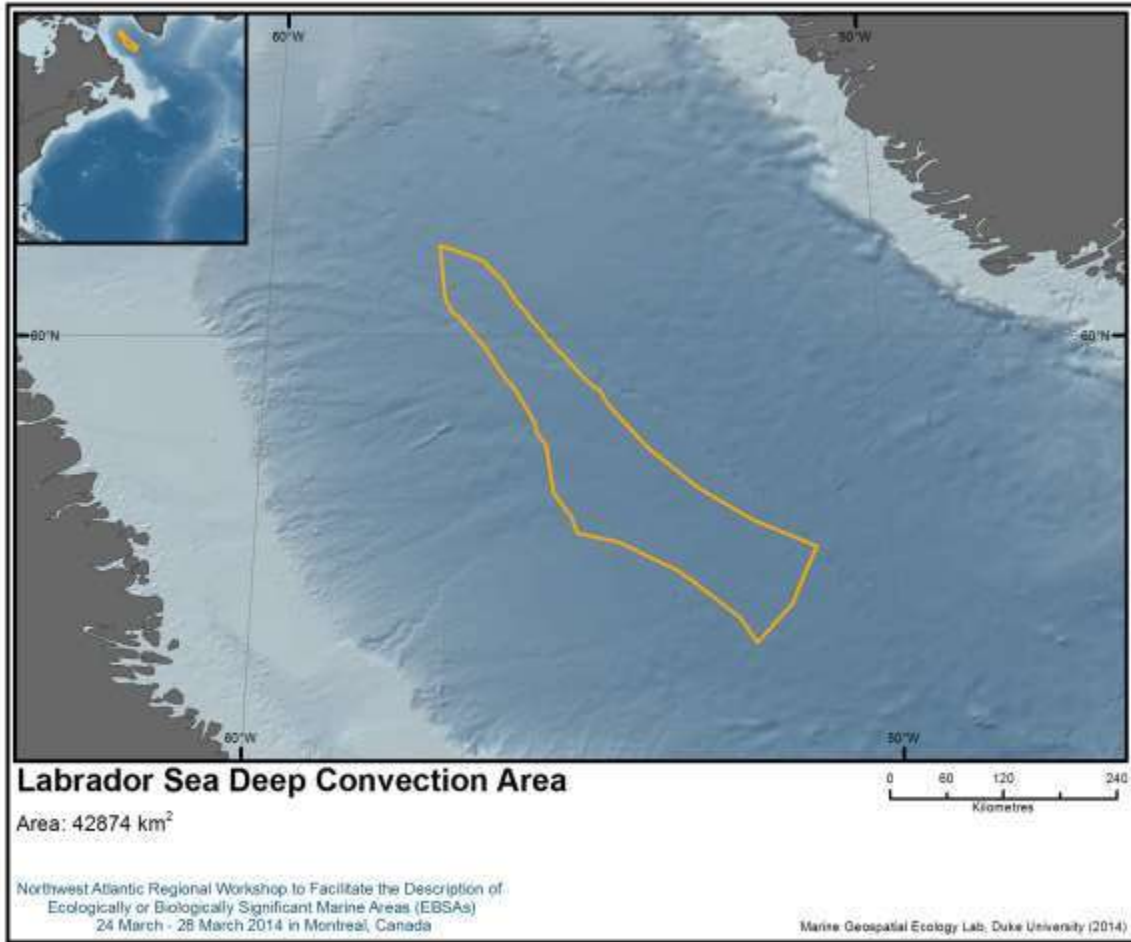 60°W
50°W
60°N
60°N
60°W
50°W
Labrador Sea Deep Convection Area
Area: 42874 km²
0 60 120 240
Kilometres
Northwest Atlantic Regional Workshop to Facilitate the Description of
Ecologically or Biologically Significant Marine Areas (EBSAs)
24 March - 28 March 2014 in Montreal, Canada
Marine Geospatial Ecology Lab, Duke University (2014)